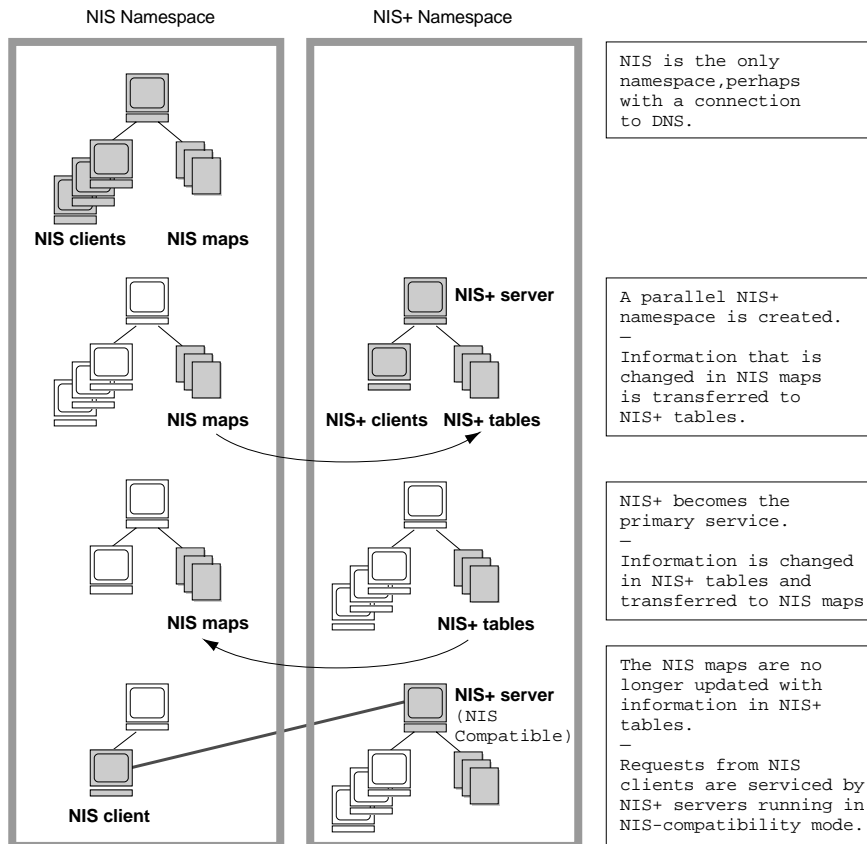 NIS Namespace
NIS+ Namespace
NIS is the only
namespace,perhaps
with a connection
to DNS.
NIS clients
NIS maps
NIS+ server
NIS maps
NIS+ clients
NIS+ tables
A parallel NIS+
namespace is created.
–
Information that is
changed in NIS maps
is transferred to
NIS+ tables.
NIS maps
NIS+ tables
NIS+ becomes the
primary service.
–
Information is changed
in NIS+ tables and
transferred to NIS maps
NIS+ server
(NIS
Compatible)
NIS client
The NIS maps are no
longer updated with
information in NIS+
tables.
–
Requests from NIS
clients are serviced by
NIS+ servers running in
NIS-compatibility mode.